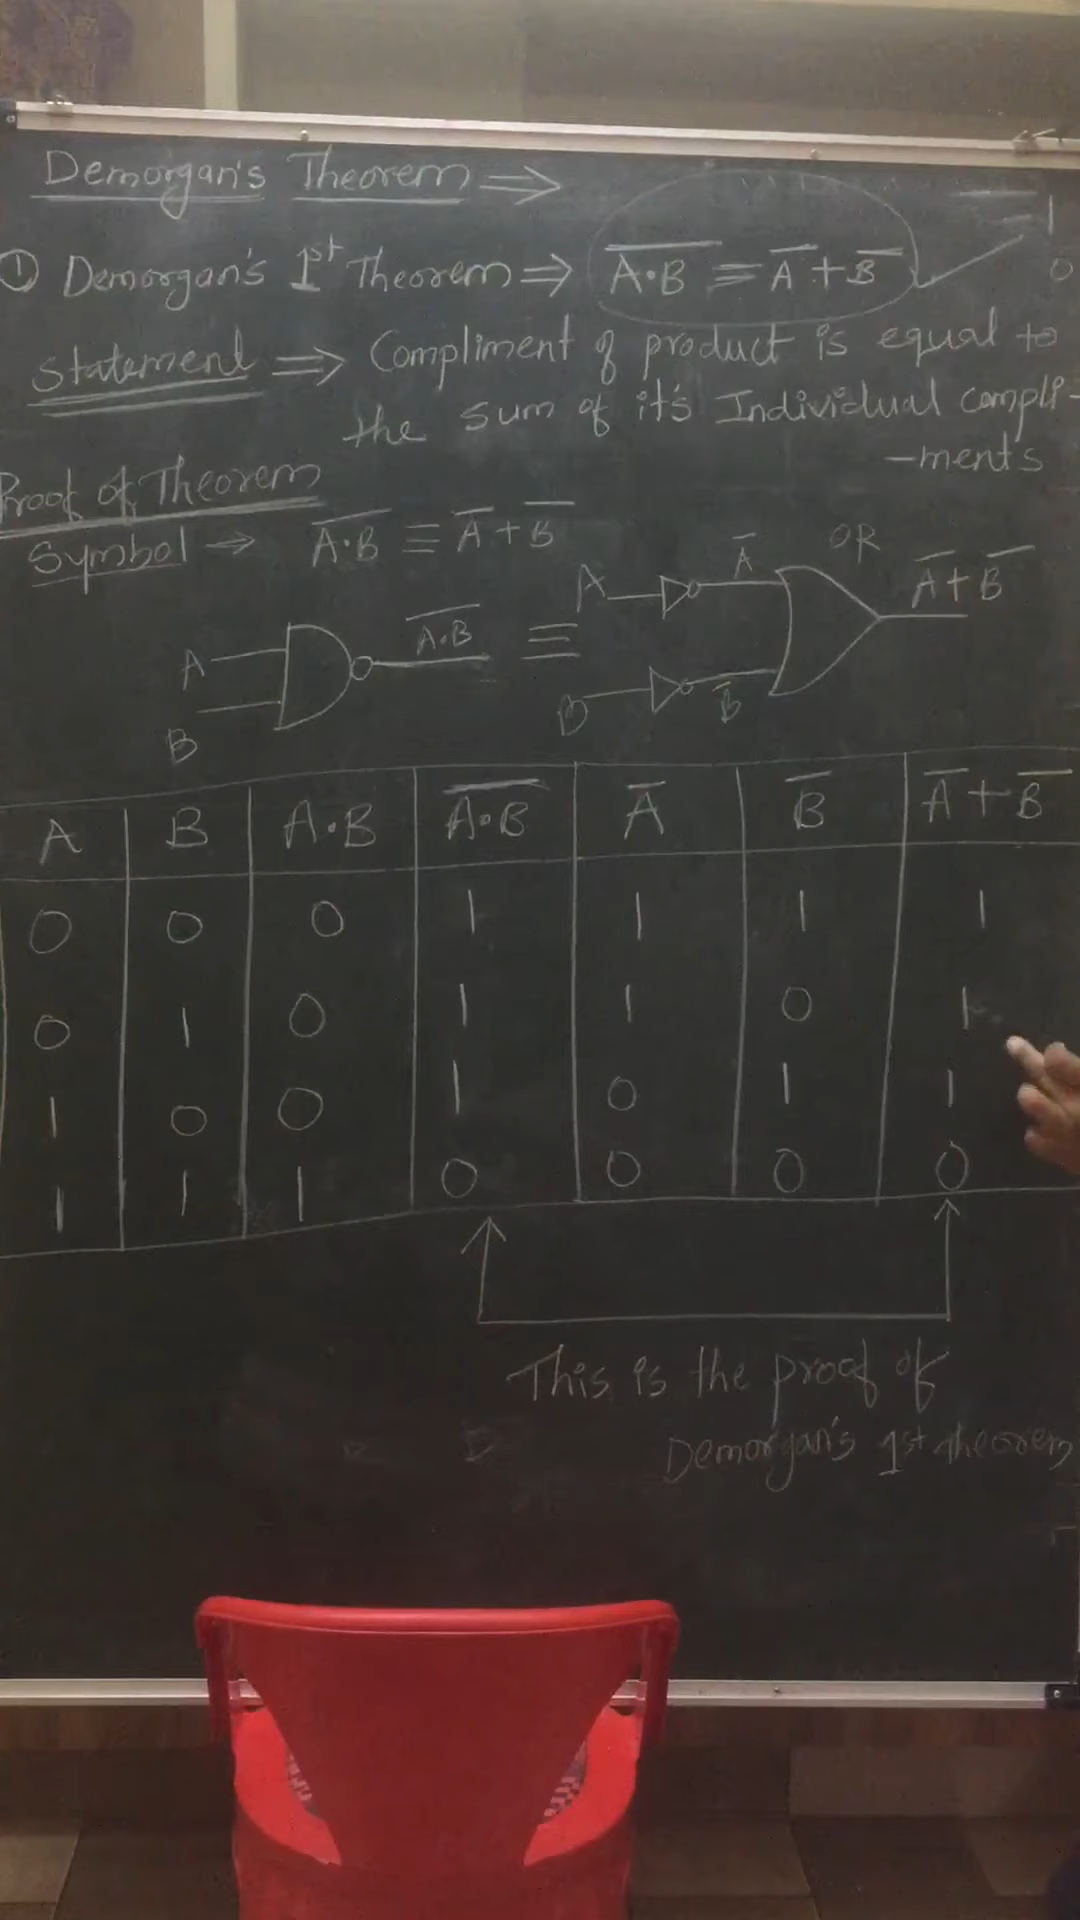 Demorgan's Theorem ⇒
1
① Demorgan's 1st Theorem ⇒ A̅·̅B̅ ≡ A̅ + B̅
0
Statement ⇒ Compliment of product is equal to
the sum of it's Individual compli-
-ments
Proof of Theorem
Symbol → A̅·̅B̅ ≡ A̅ + B̅
OR
A A̅ A̅ + B̅
A A̅·̅B̅ ≡
B B B̅
A B A·B A̅·̅B̅ A̅ B̅ A̅ + B̅
0 0 0 1 1 1 1
0 1 0 1 1 0 1
1 0 0 1 0 1 1
1 1 1 0 0 0 0
This is the proof of
Demorgan's 1st theorem